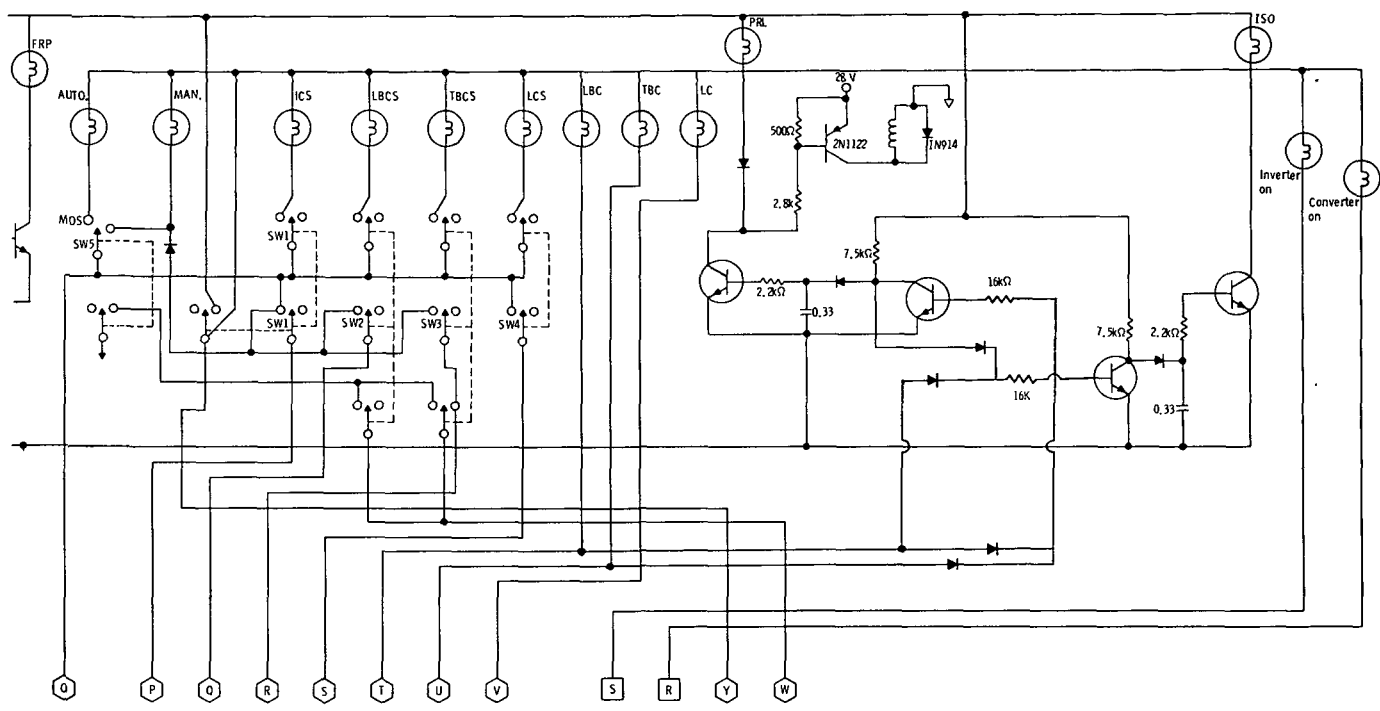 PRL
ISO
FRP
28 V
AUTO.
MAN.
ICS
LBCS
TBCS
LCS
LBC
TBC
LC
500Ω
2N1122
IN914
Inverter
on
Converter
on
2.8k
MDS
SW5
SW1
7.5kΩ
2.2kΩ
16kΩ
0.33
SW1
SW2
SW3
SW4
7.5kΩ
2.2kΩ
16K
0.33
O
P
Q
R
S
T
U
V
S
R
Y
W